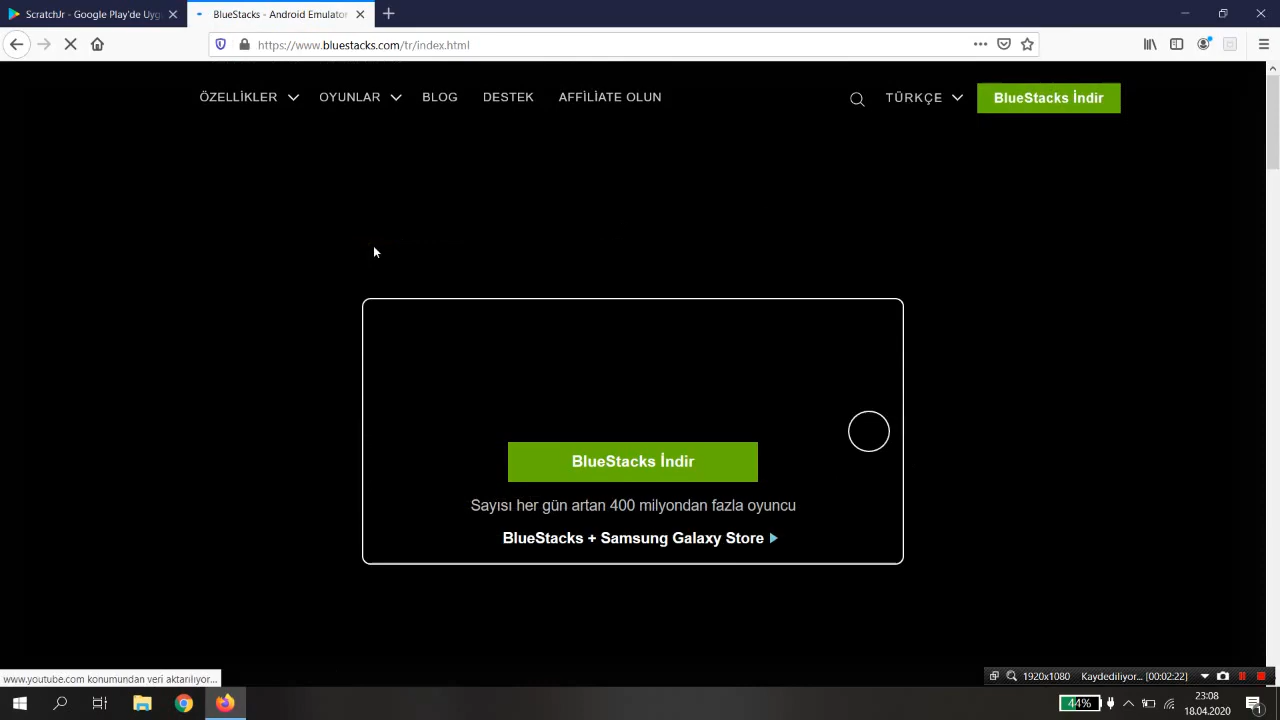 ScratchJr - Google Play'de Uyg
BlueStacks - Android Emulator
https://www.bluestacks.com/tr/index.html
ÖZELLİKLER
OYUNLAR
BLOG
DESTEK
AFFİLİATE OLUN
TÜRKÇE
BlueStacks İndir
BlueStacks İndir
Sayısı her gün artan 400 milyondan fazla oyuncu
BlueStacks + Samsung Galaxy Store
www.youtube.com konumundan veri aktarılıyor...
1920x1080
Kaydediliyor... [00:02:22]
44%
23:08
18.04.2020
1